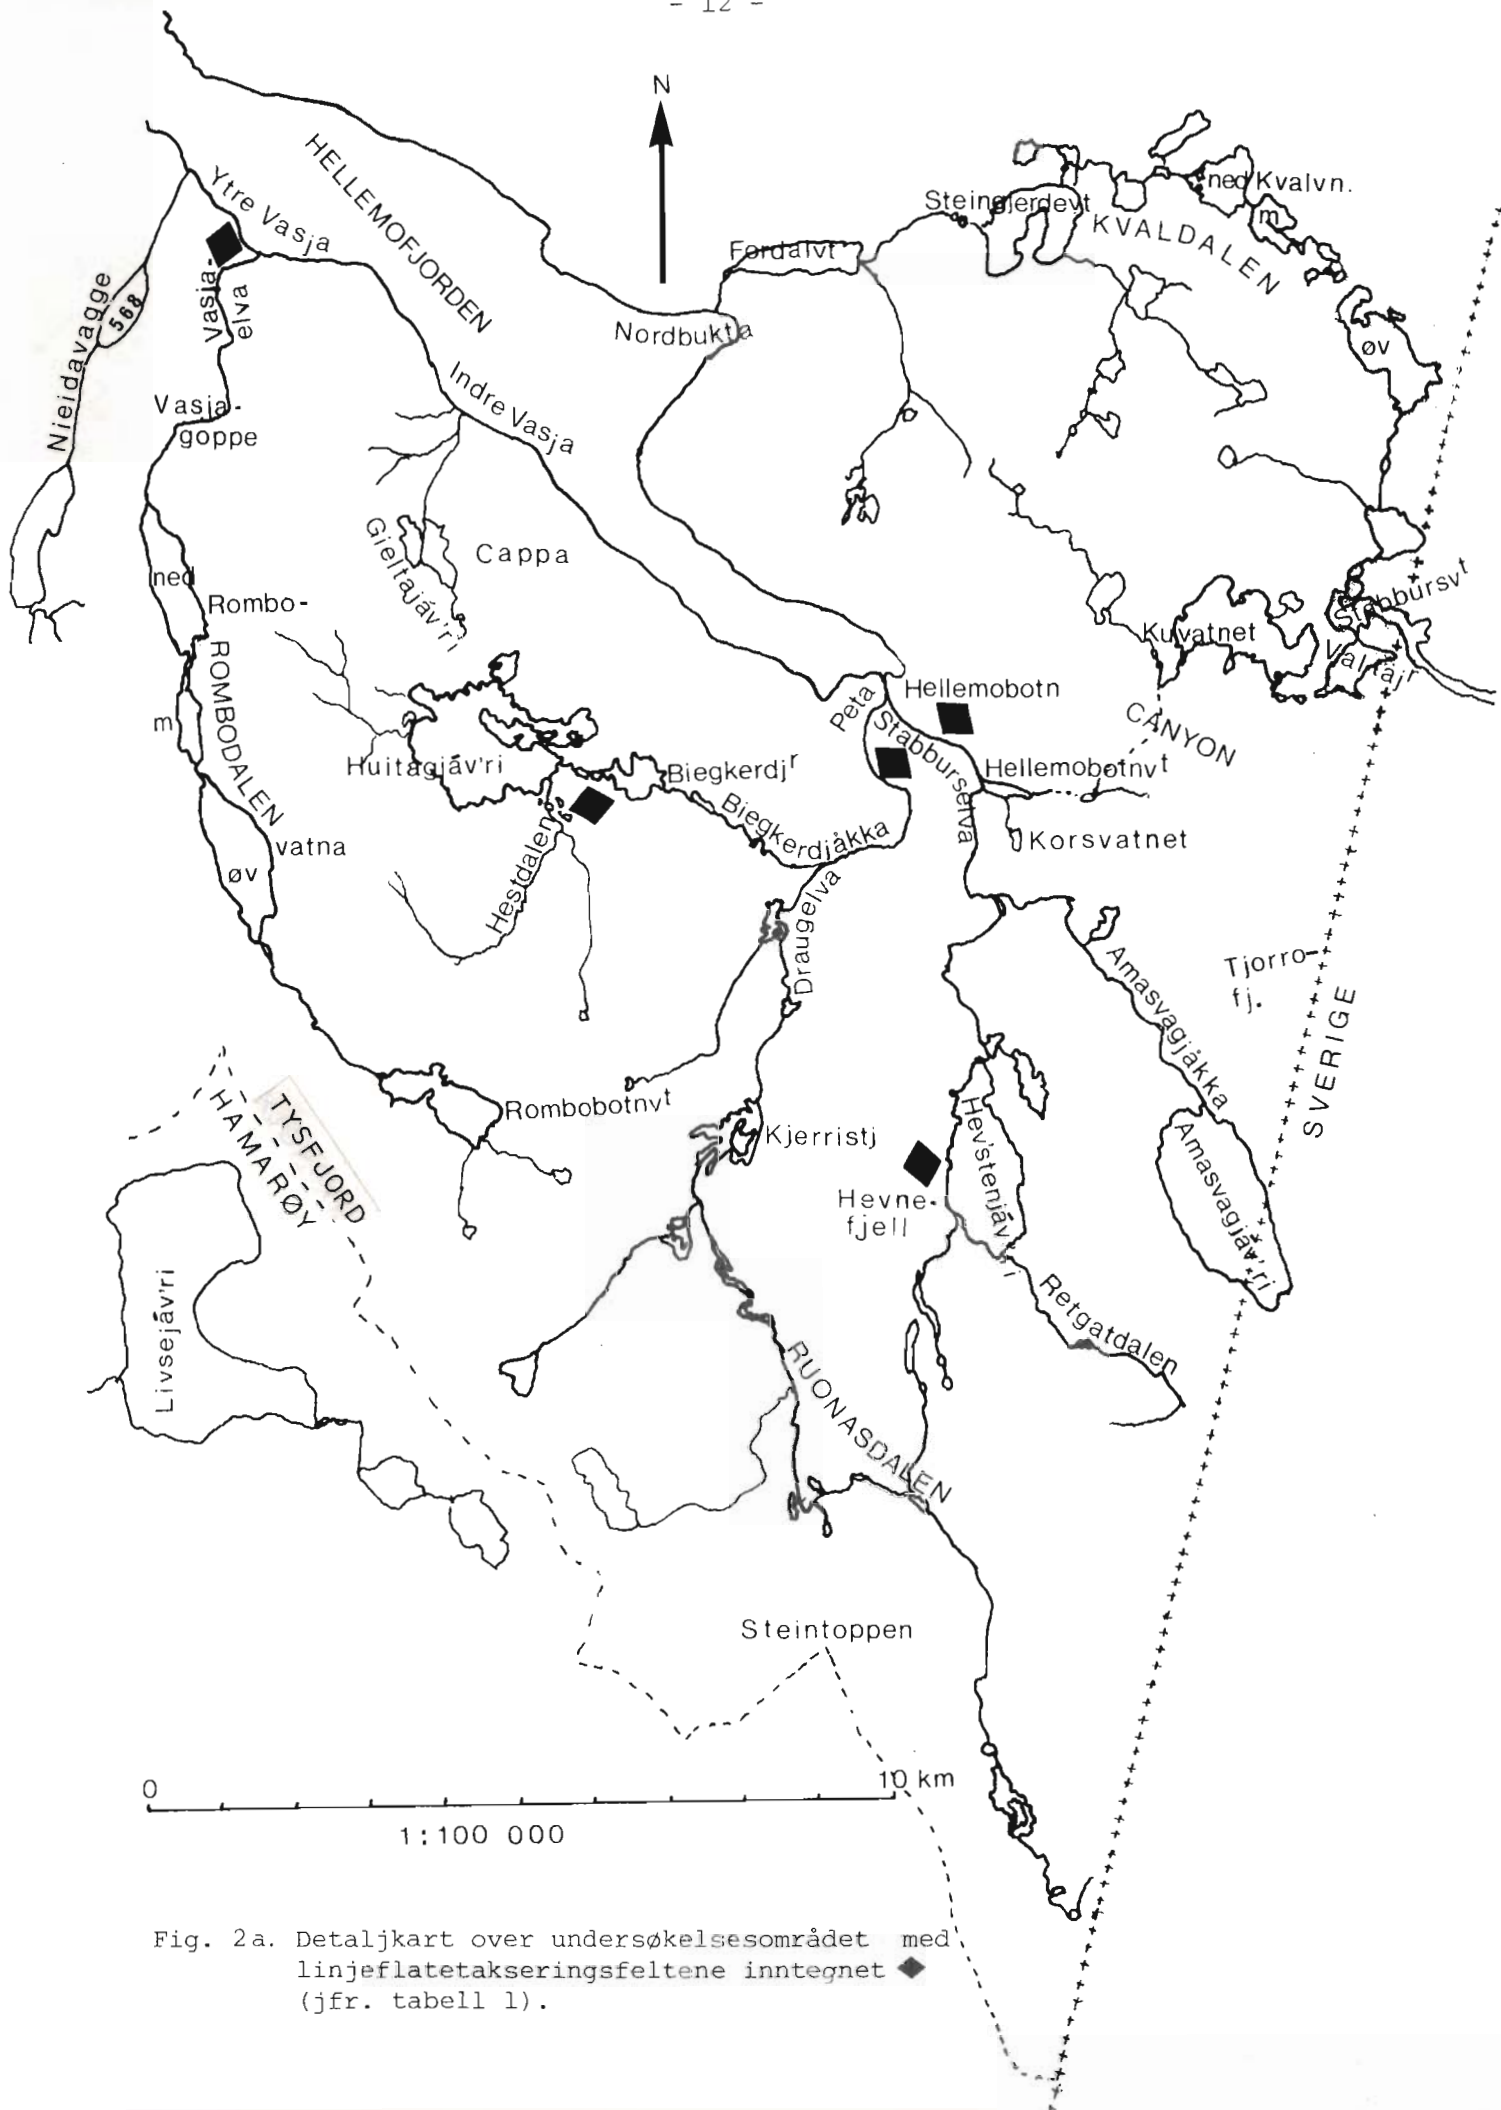 - 12 -
N
HELLEMOFJORDEN
Ytre Vasja
Vasja-
elva
568
Nieidavagge
Vasja-
goppe
Nordbukta
Fordalvt
Steingjerdevt
ned Kvalvn.
m
KVALDALEN
øv
Indre Vasja
Gieltajáv'ri
Cappa
ned
Rombo-
ROMBODALEN
m
vatna
øv
Huitagjáv'ri
Biegkerdjr
Biegkerdjåkka
Hestdalen
Peta
Stabburselva
Hellemobotn
Hellemobotnvt
Korsvatnet
CANYON
Kuvatnet
Stabbursvt
Valtajr
Draugelva
Amasvagjåkka
Tjorro-
fj.
SVERIGE
Rombobotnvt
Kjerristj
Hev'stenjáv'ri
Amasvagjáv'ri
Hevne-
fjell
Retgatdalen
TYSFJORD
HAMARØY
Livsejáv'ri
RUONASDALEN
Steintoppen
0
10 km
1:100 000
Fig. 2a. Detaljkart over undersøkelsesområdet med
linjeflatetakseringsfeltene inntegnet
(jfr. tabell 1).